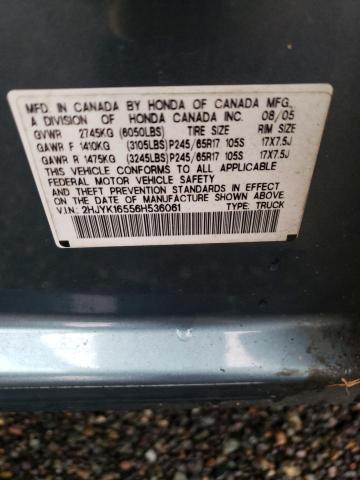 MFD. IN CANADA BY HONDA OF CANADA MFG.,
A DIVISION OF HONDA CANADA INC. 08/05
GVWR 2745KG (6050LBS) TIRE SIZE RIM SIZE
GAWR F 1410KG (3105LBS) P245/65R17 105S 17X7.5J
GAWR R 1475KG (3245LBS) P245/65R17 105S 17X7.5J
THIS VEHICLE CONFORMS TO ALL APPLICABLE
FEDERAL MOTOR VEHICLE SAFETY
AND THEFT PREVENTION STANDARDS IN EFFECT ON THE
DATE OF MANUFACTURE SHOWN ABOVE.
V.I.N.: 2HJYK16556H536061 TYPE: TRUCK